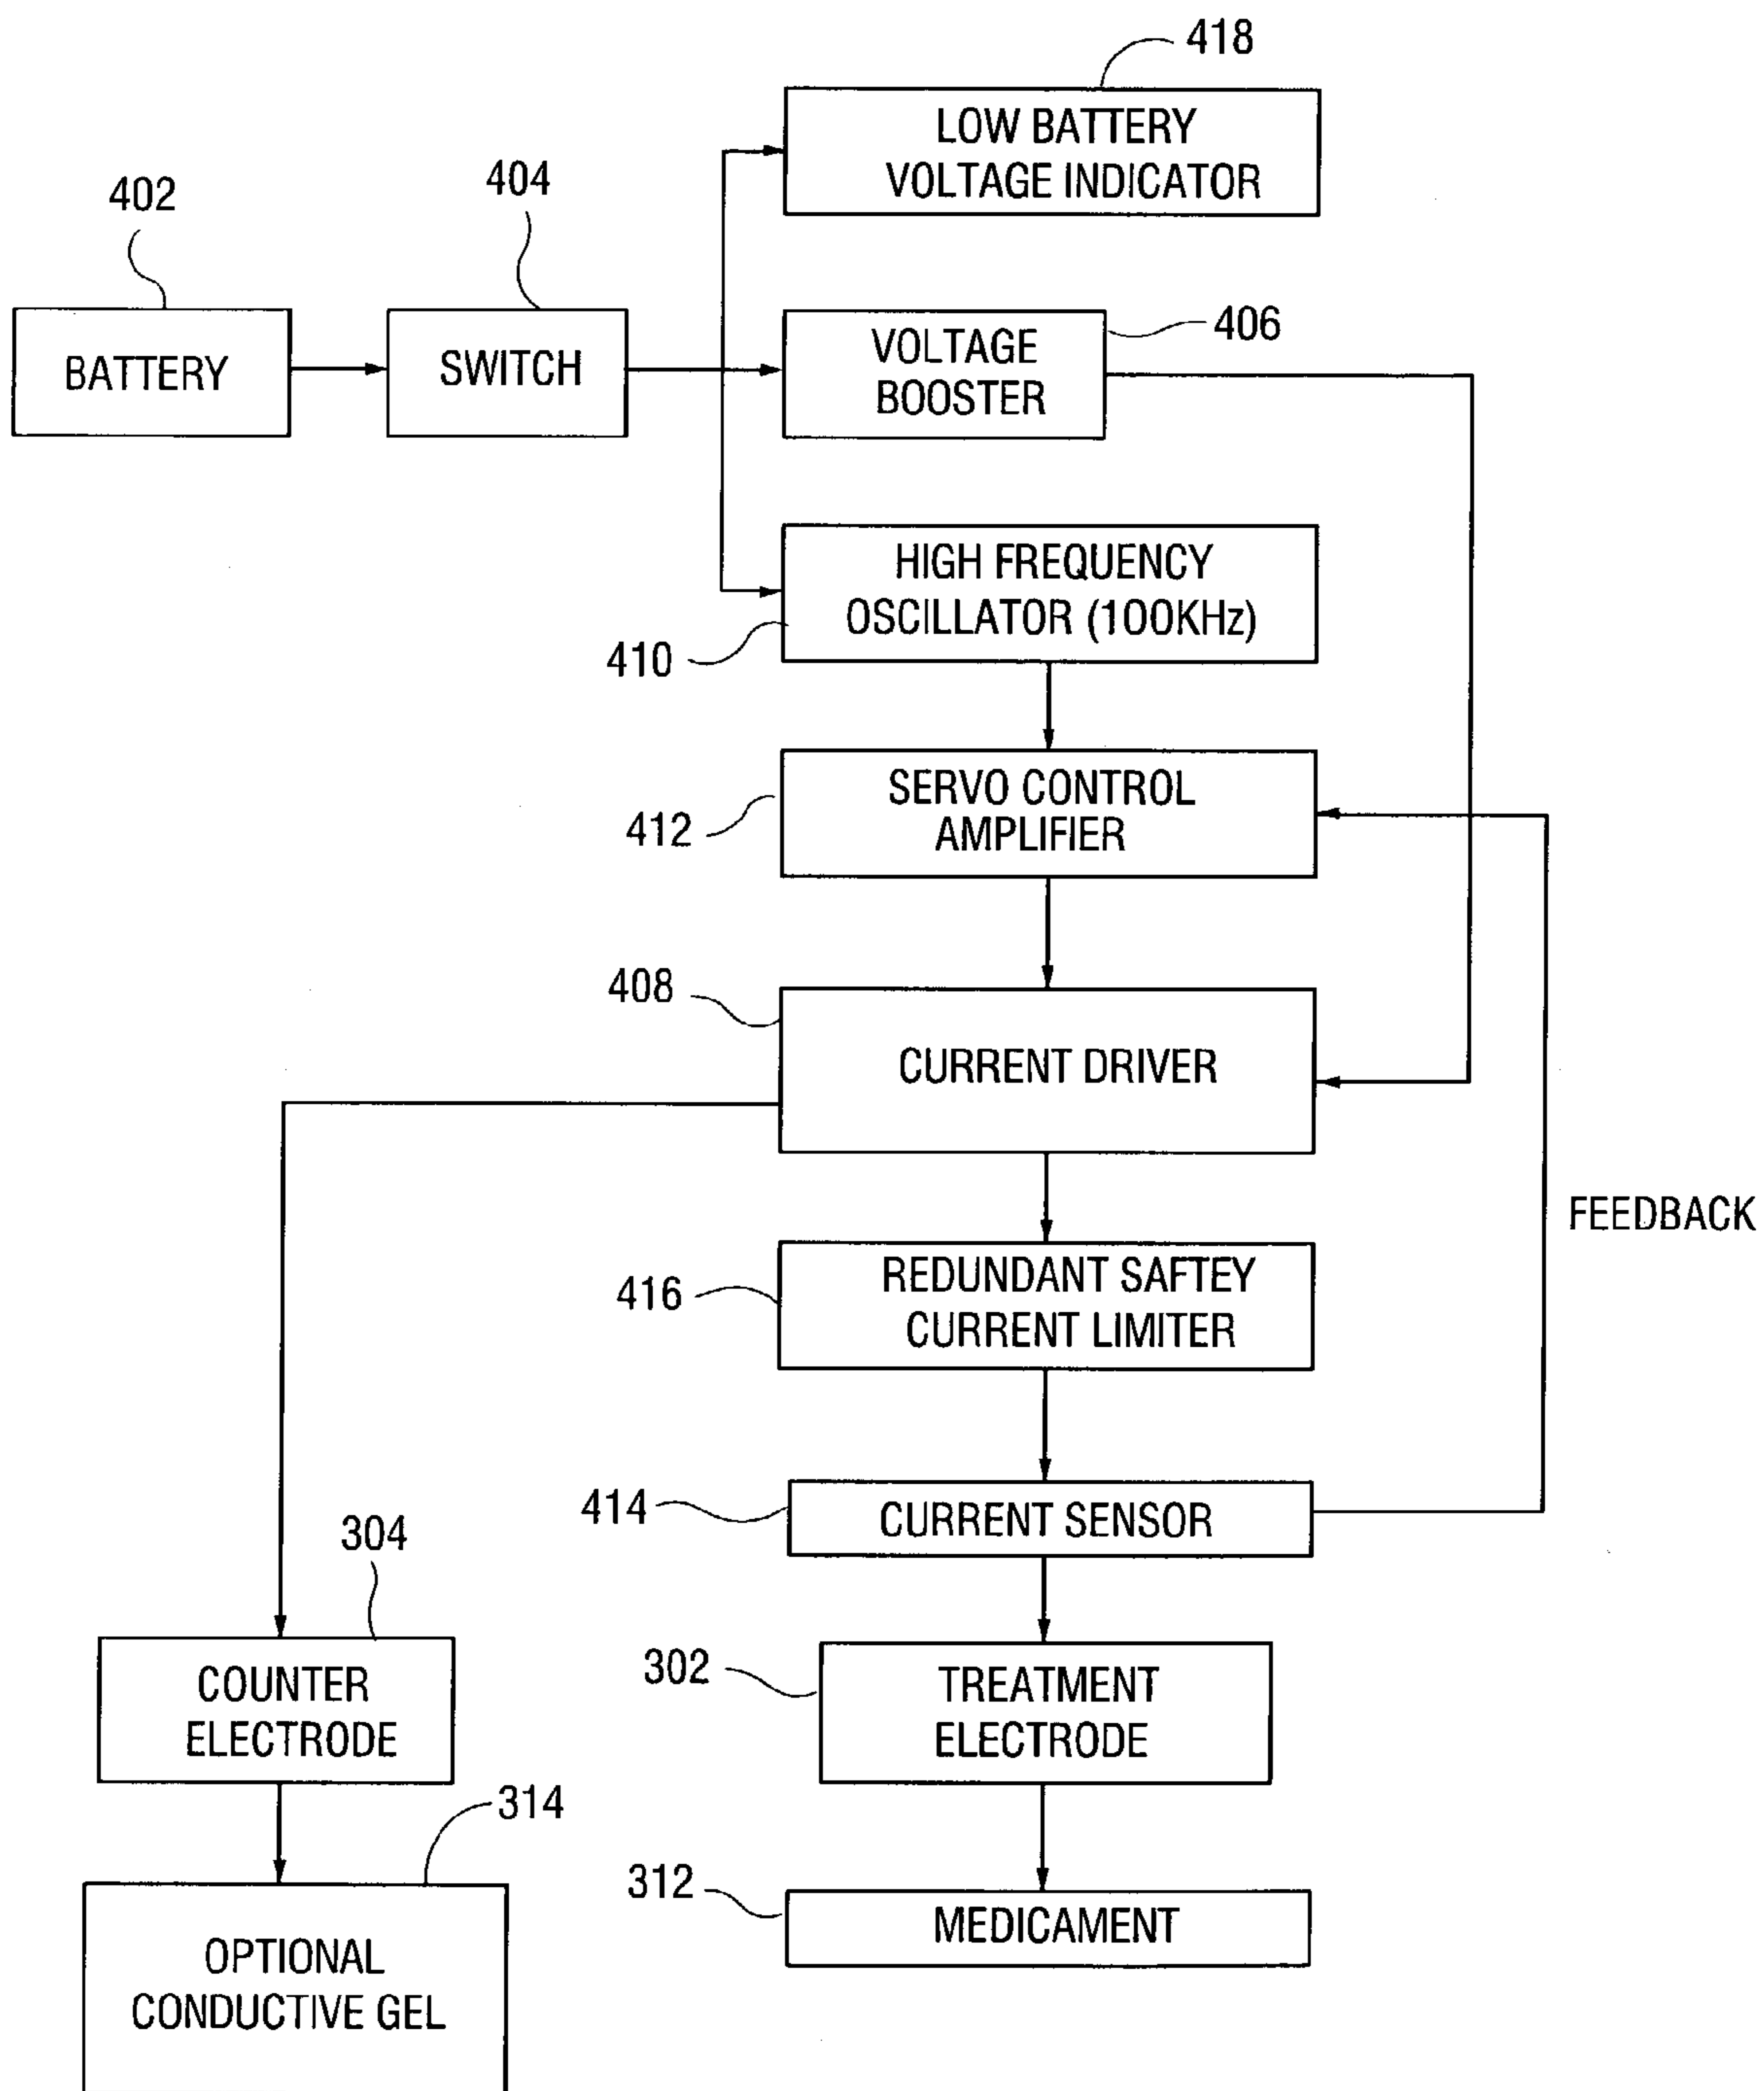 418
LOW BATTERY
VOLTAGE INDICATOR
402
404
BATTERY
SWITCH
VOLTAGE
BOOSTER
406
HIGH FREQUENCY
OSCILLATOR (100KHz)
410
SERVO CONTROL
AMPLIFIER
412
408
CURRENT DRIVER
FEEDBACK
REDUNDANT SAFTEY
CURRENT LIMITER
416
414
CURRENT SENSOR
304
COUNTER
ELECTRODE
302
TREATMENT
ELECTRODE
314
312
MEDICAMENT
OPTIONAL
CONDUCTIVE GEL